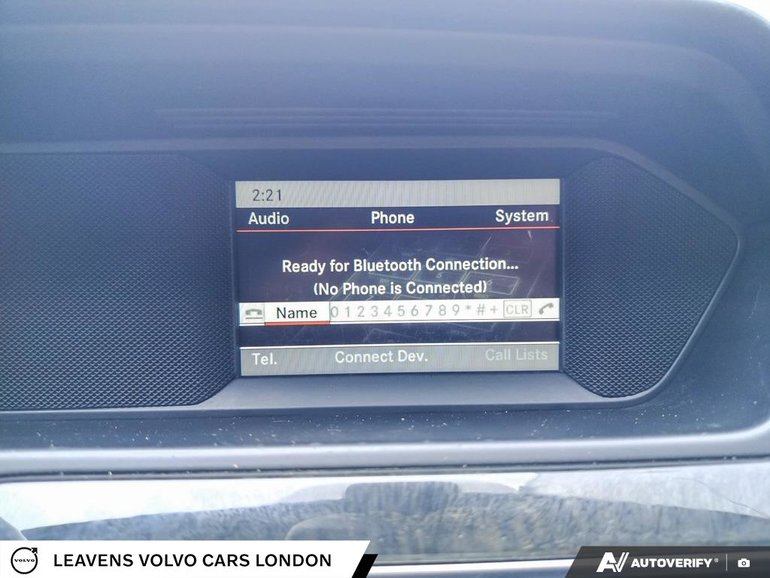 2:21
Audio Phone System
Ready for Bluetooth Connection...
(No Phone is Connected)
Name 0 1 2 3 4 5 6 7 8 9 * # + CLR
Tel. Connect Dev. Call Lists
VOLVO LEAVENS VOLVO CARS LONDON
AUTOVERIFY